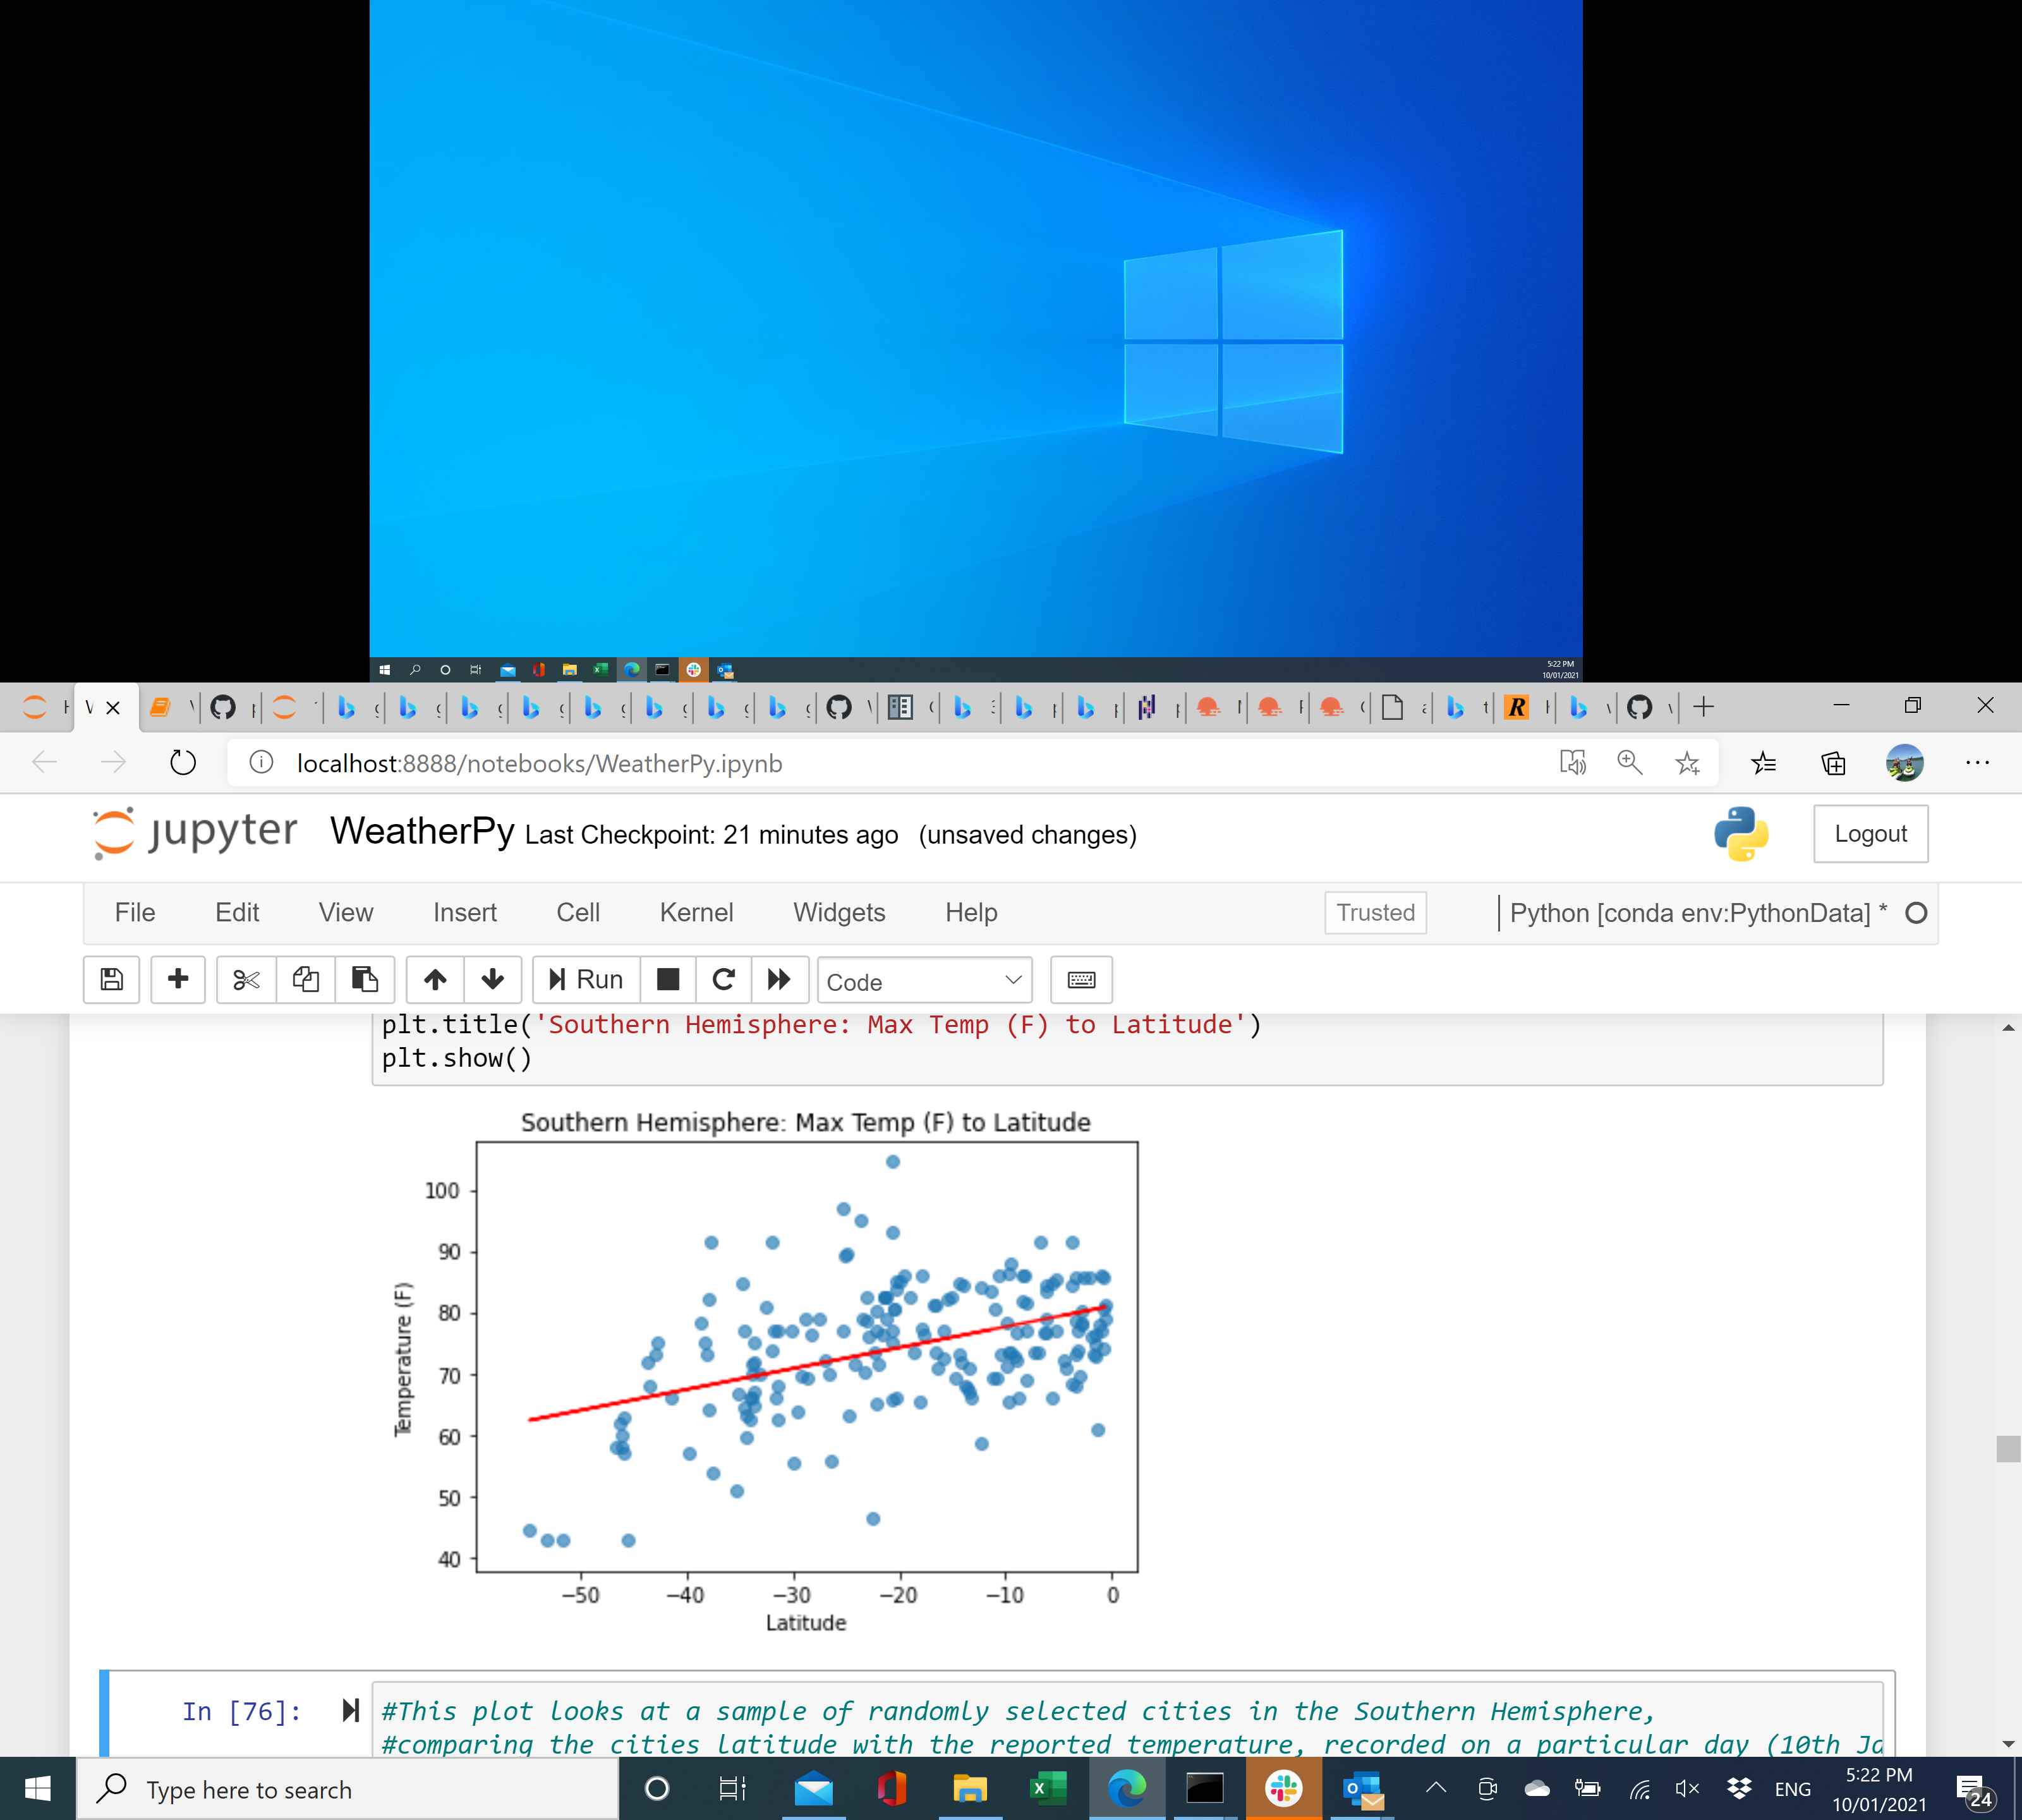 5:22 PM
10/01/2021
localhost:8888/notebooks/WeatherPy.ipynb
jupyter WeatherPy Last Checkpoint: 21 minutes ago (unsaved changes)
Logout
File Edit View Insert Cell Kernel Widgets Help Trusted Python [conda env:PythonData] *
Run Code
plt.title('Southern Hemisphere: Max Temp (F) to Latitude')
plt.show()
Southern Hemisphere: Max Temp (F) to Latitude
100
90
80
70
60
50
40
Temperature (F)
−50 −40 −30 −20 −10 0
Latitude
In [76]:
#This plot looks at a sample of randomly selected cities in the Southern Hemisphere,
#comparing the cities latitude with the reported temperature, recorded on a particular day (10th
Type here to search
ENG
5:22 PM
10/01/2021
24